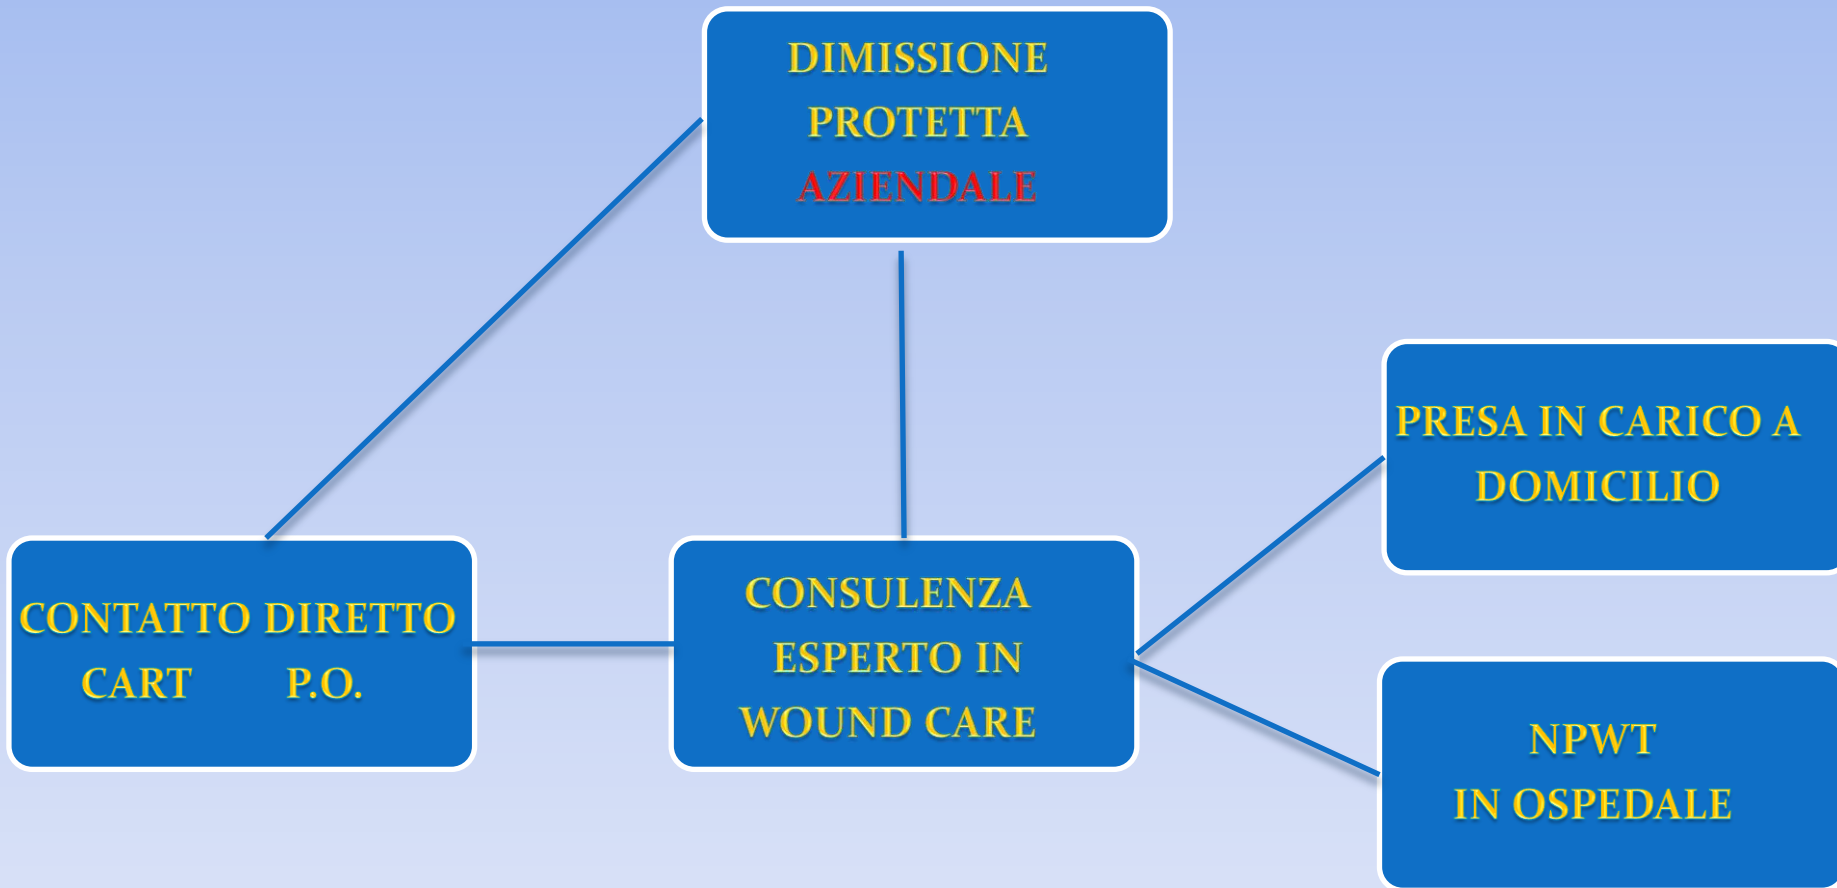 DIMISSIONE
PROTETTA
AZIENDALE
PRESA IN CARICO A
DOMICILIO
CONTATTO DIRETTO
CART P.O.
CONSULENZA
ESPERTO IN
WOUND CARE
NPWT
IN OSPEDALE